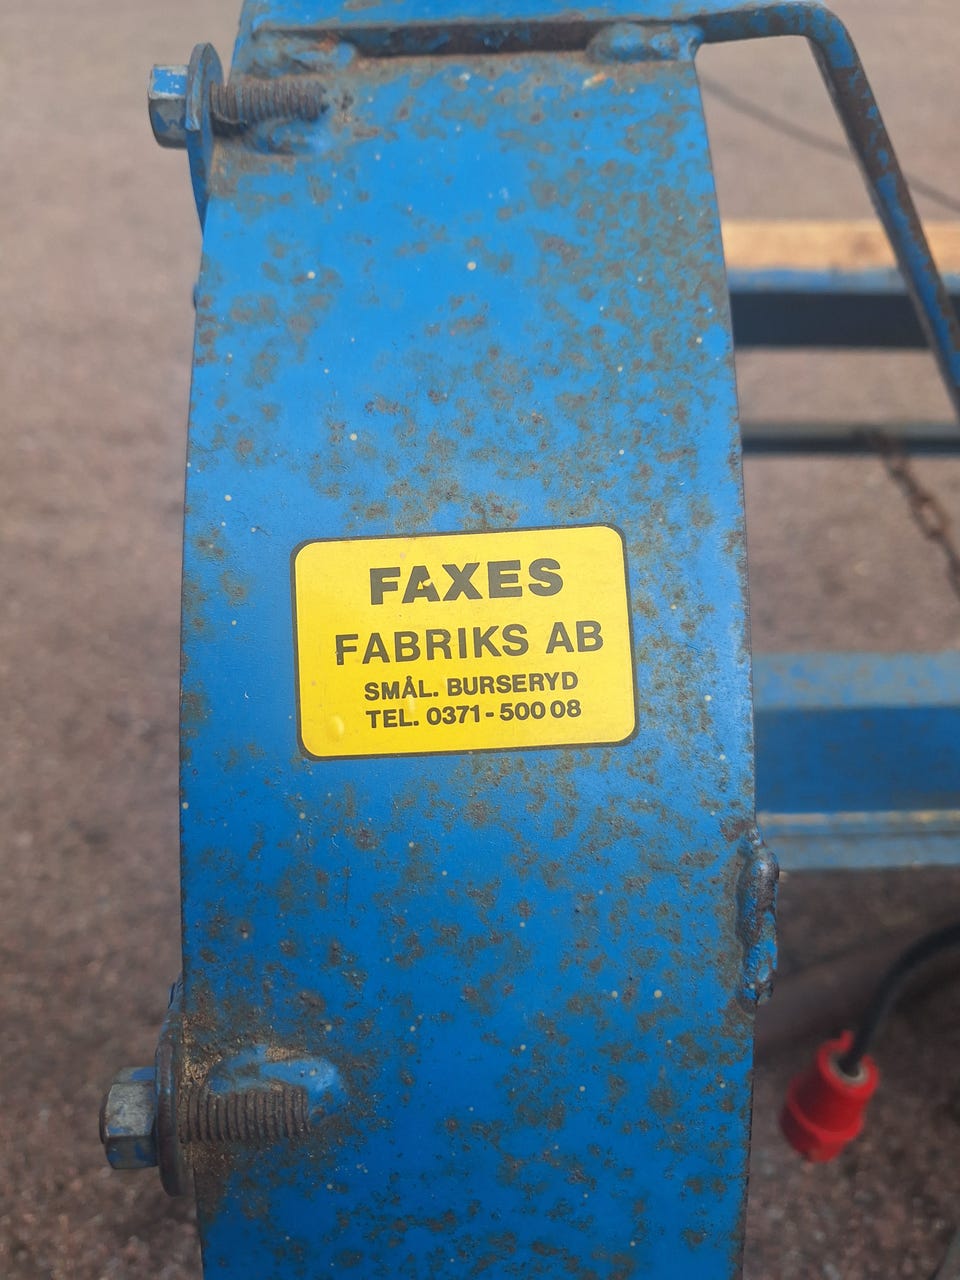 FAXES
FABRIKS AB
SMÅL. BURSERYD
TEL. 0371-500 08